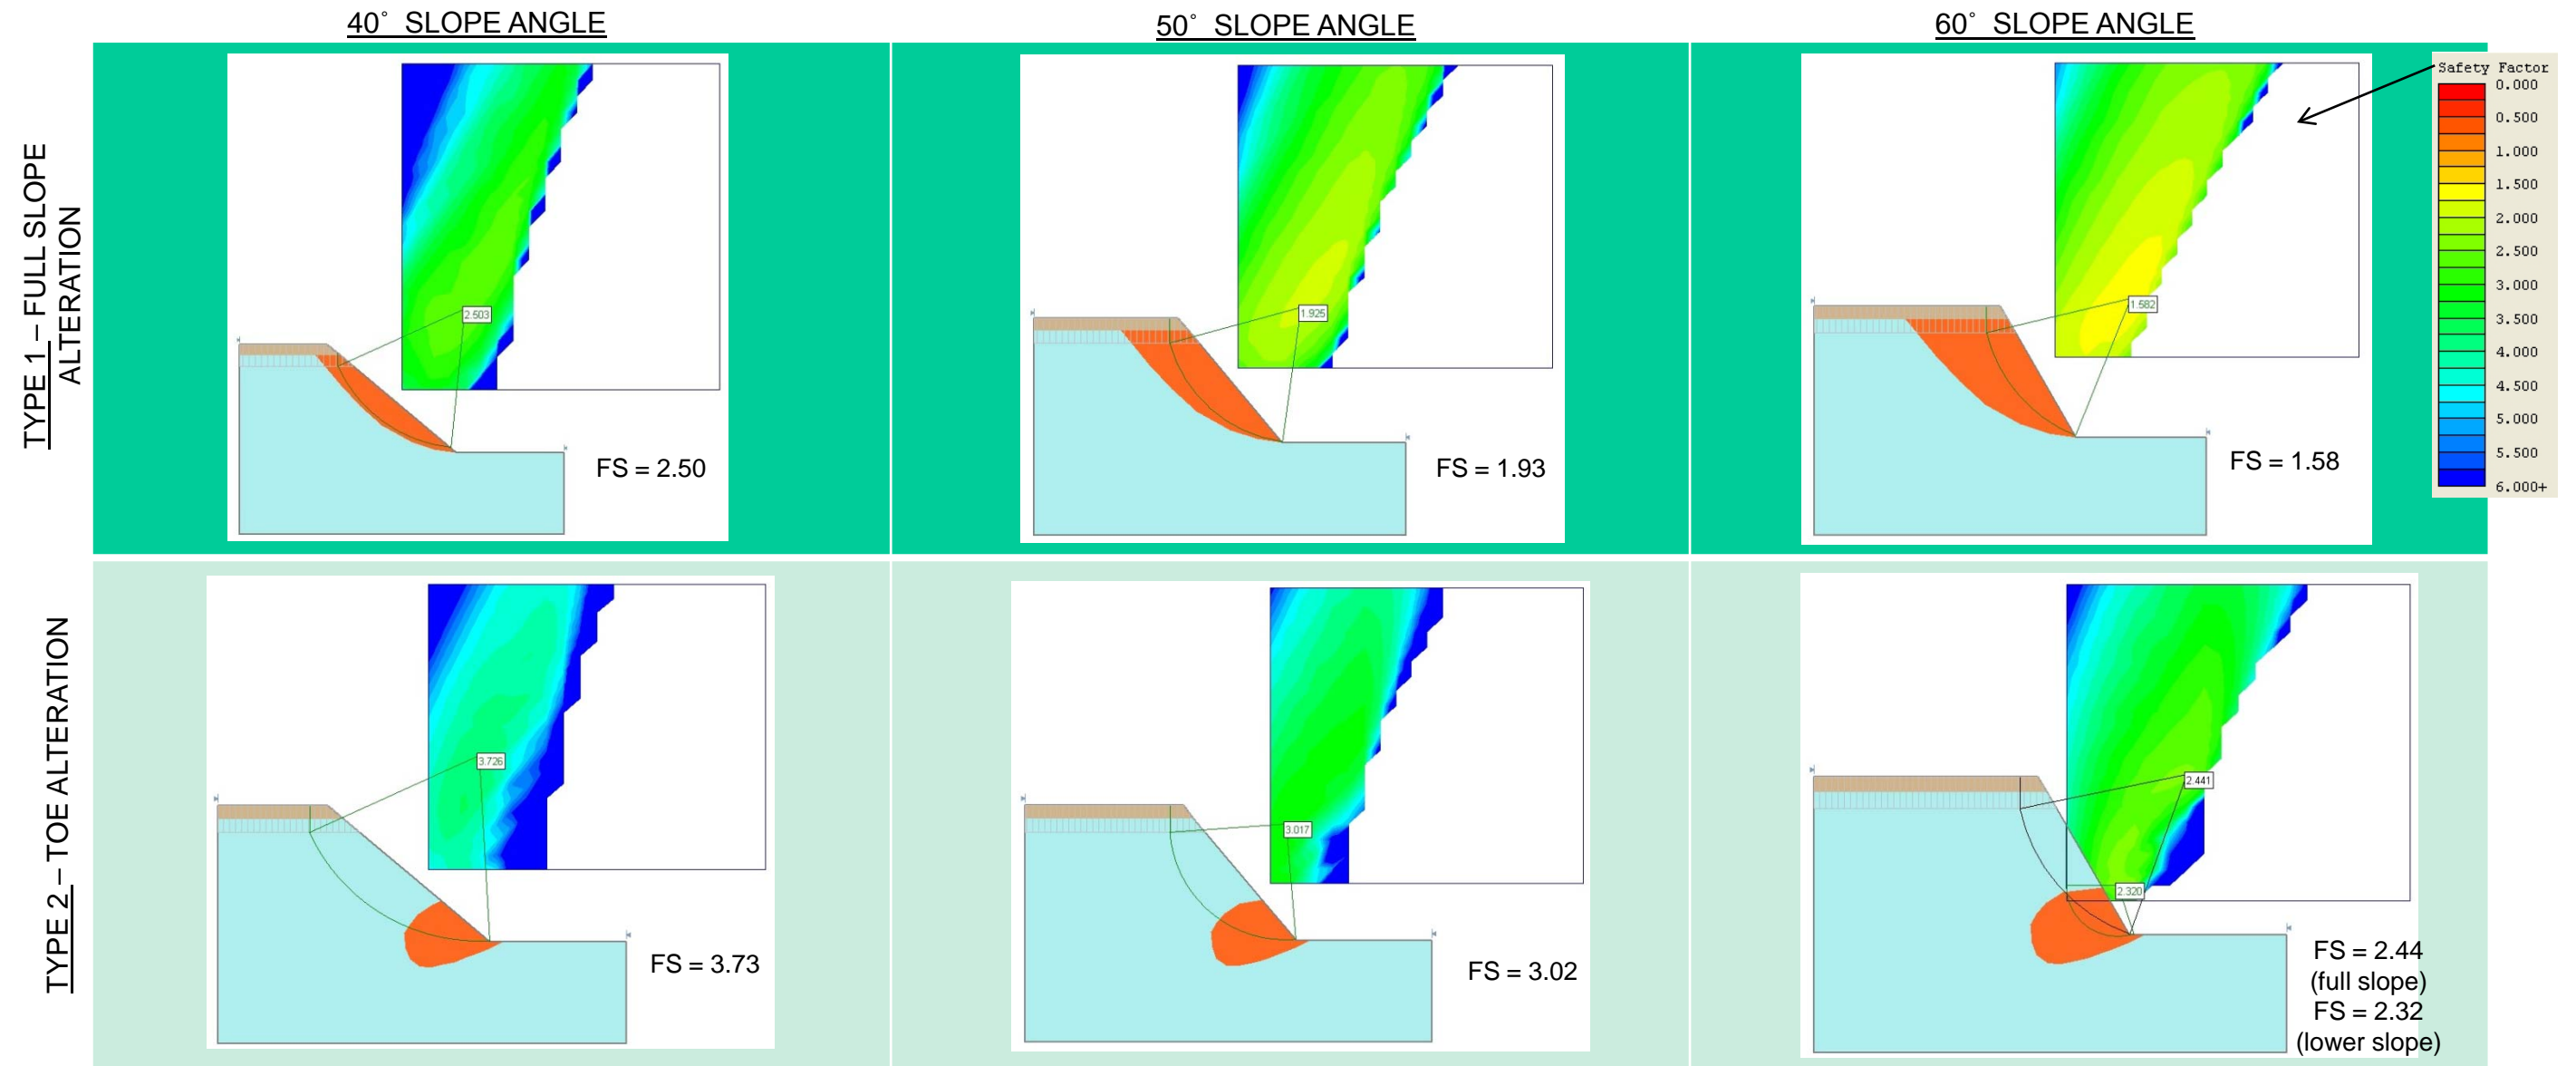 40° SLOPE ANGLE
50° SLOPE ANGLE
60° SLOPE ANGLE
TYPE 1 – FULL SLOPE
ALTERATION
2.503
FS = 2.50
1.925
FS = 1.93
1.582
FS = 1.58
Safety Factor
0.000
0.500
1.000
1.500
2.000
2.500
3.000
3.500
4.000
4.500
5.000
5.500
6.000+
TYPE 2 – TOE ALTERATION
3.726
FS = 3.73
3.017
FS = 3.02
2.441
2.320
FS = 2.44
(full slope)
FS = 2.32
(lower slope)